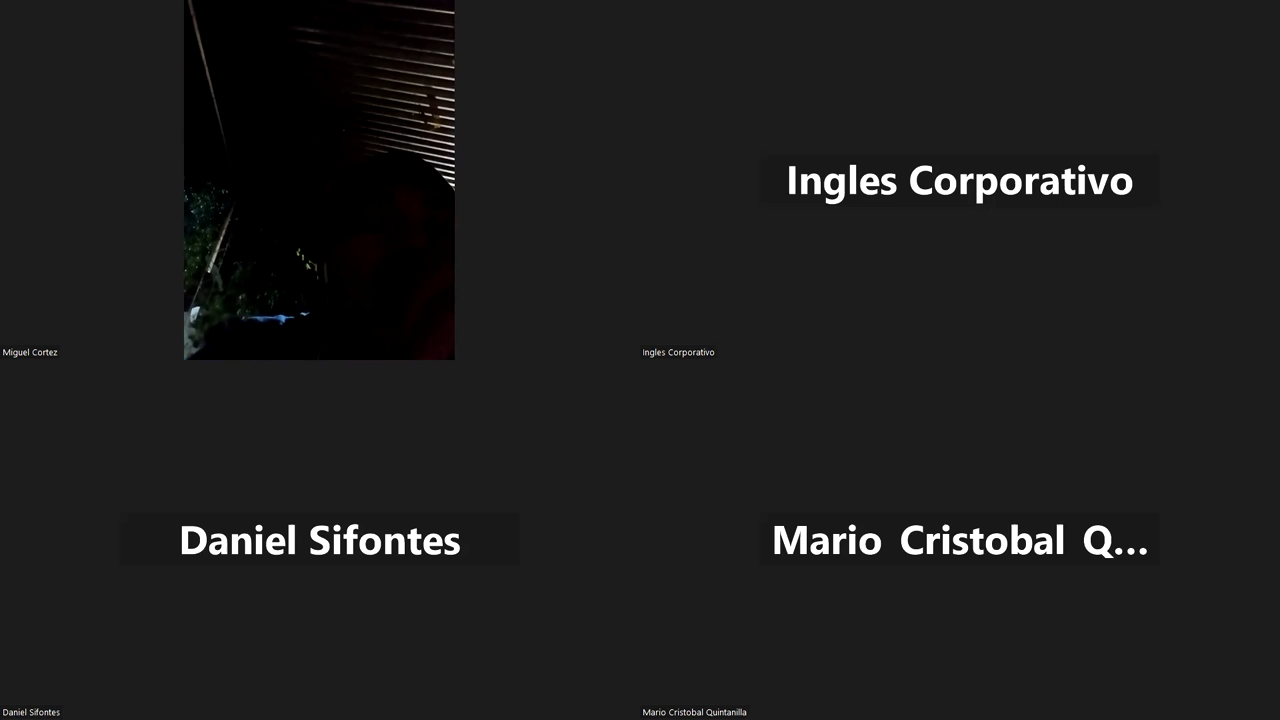 Ingles Corporativo
Miguel Cortez
Ingles Corporativo
Daniel Sifontes
Mario Cristobal Q...
Daniel Sifontes
Mario Cristobal Quintanilla